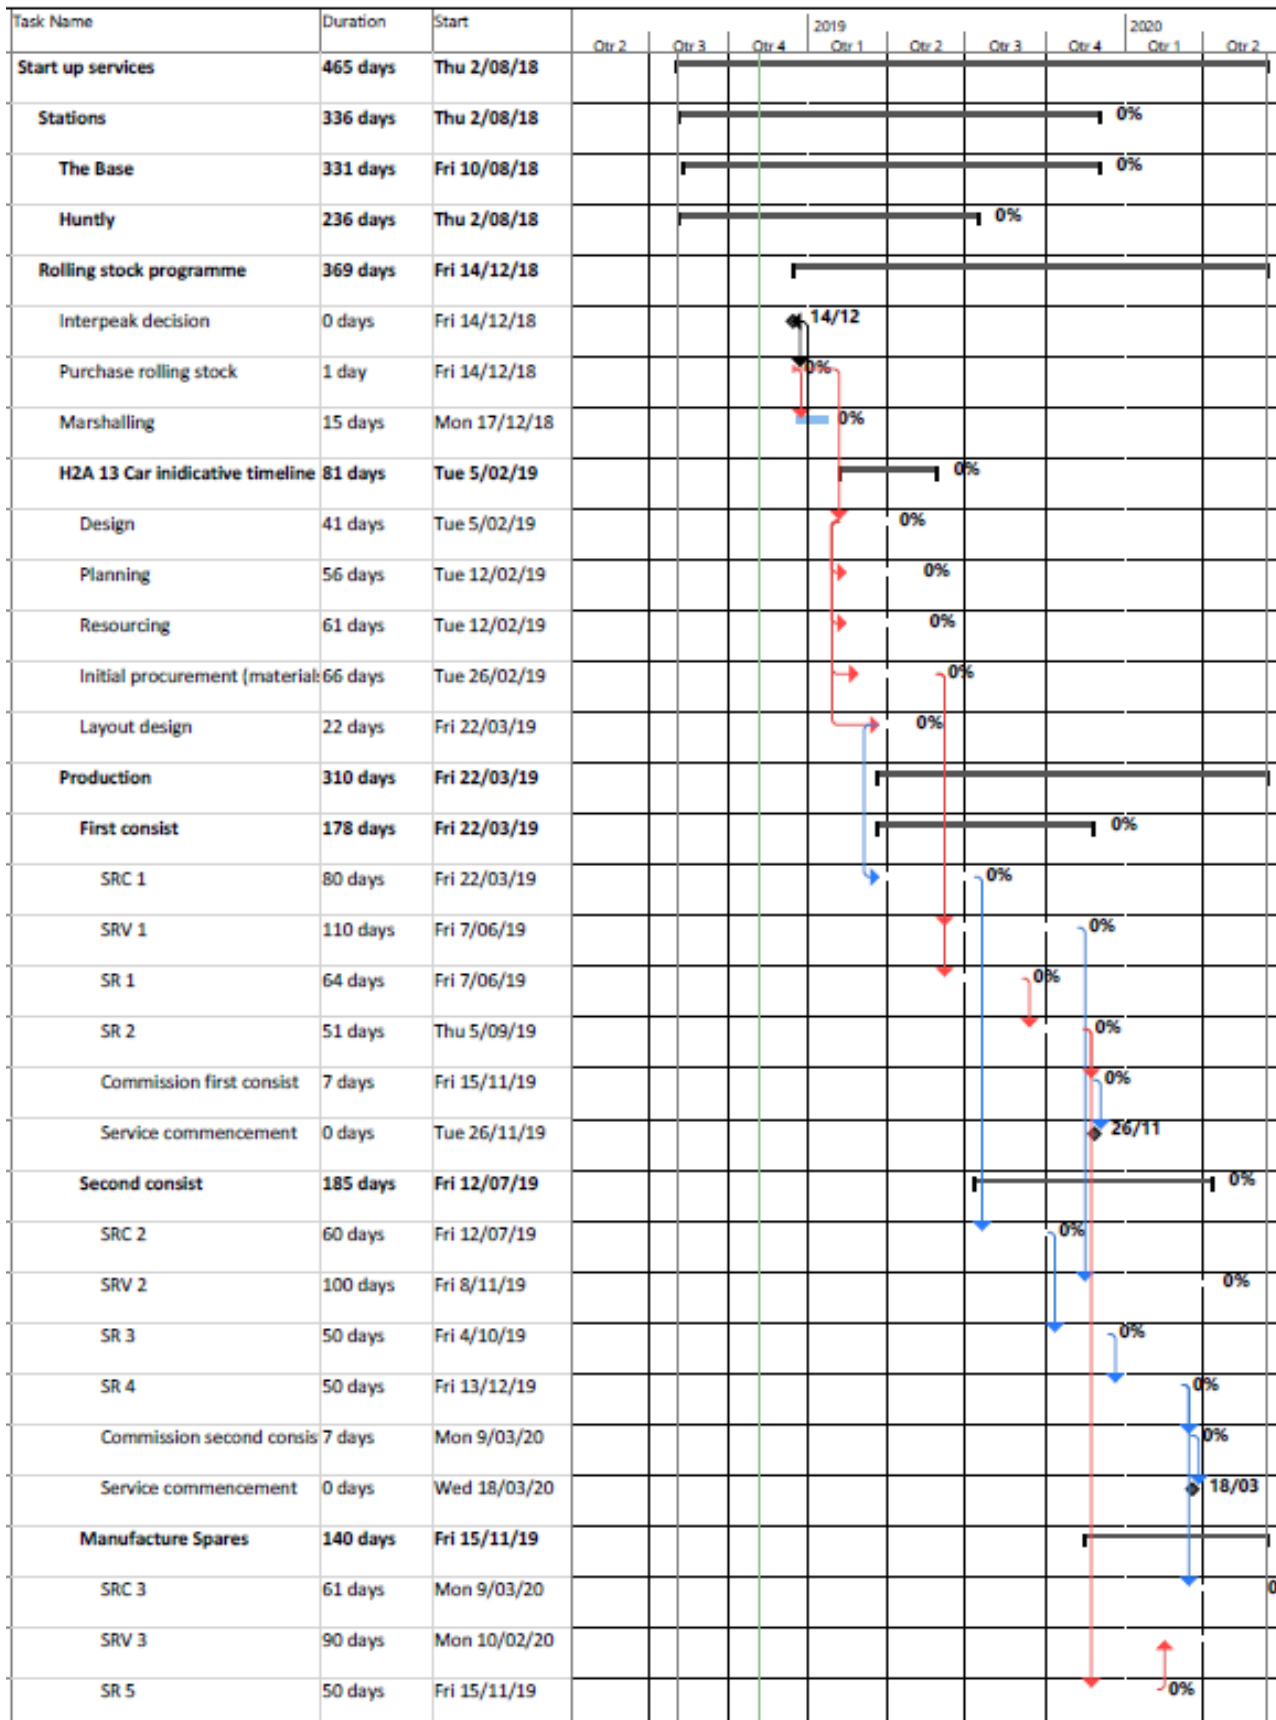 Task Name Duration Start 2019 2020
Qtr 2 Qtr 3 Qtr 4 Qtr 1 Qtr 2 Qtr 3 Qtr 4 Qtr 1 Qtr 2
Start up services 465 days Thu 2/08/18
Stations 336 days Thu 2/08/18 0%
The Base 331 days Fri 10/08/18 0%
Huntly 236 days Thu 2/08/18 0%
Rolling stock programme 369 days Fri 14/12/18
Interpeak decision 0 days Fri 14/12/18 14/12
Purchase rolling stock 1 day Fri 14/12/18 0%
Marshalling 15 days Mon 17/12/18 0%
H2A 13 Car inidicative timeline 81 days Tue 5/02/19 0%
Design 41 days Tue 5/02/19 0%
Planning 56 days Tue 12/02/19 0%
Resourcing 61 days Tue 12/02/19 0%
Initial procurement (materials 66 days Tue 26/02/19 0%
Layout design 22 days Fri 22/03/19 0%
Production 310 days Fri 22/03/19
First consist 178 days Fri 22/03/19 0%
SRC 1 80 days Fri 22/03/19 0%
SRV 1 110 days Fri 7/06/19 0%
SR 1 64 days Fri 7/06/19 0%
SR 2 51 days Thu 5/09/19 0%
Commission first consist 7 days Fri 15/11/19 0%
Service commencement 0 days Tue 26/11/19 26/11
Second consist 185 days Fri 12/07/19 0%
SRC 2 60 days Fri 12/07/19 0%
SRV 2 100 days Fri 8/11/19 0%
SR 3 50 days Fri 4/10/19 0%
SR 4 50 days Fri 13/12/19 0%
Commission second consis 7 days Mon 9/03/20 0%
Service commencement 0 days Wed 18/03/20 18/03
Manufacture Spares 140 days Fri 15/11/19
SRC 3 61 days Mon 9/03/20 0
SRV 3 90 days Mon 10/02/20
SR 5 50 days Fri 15/11/19 0%